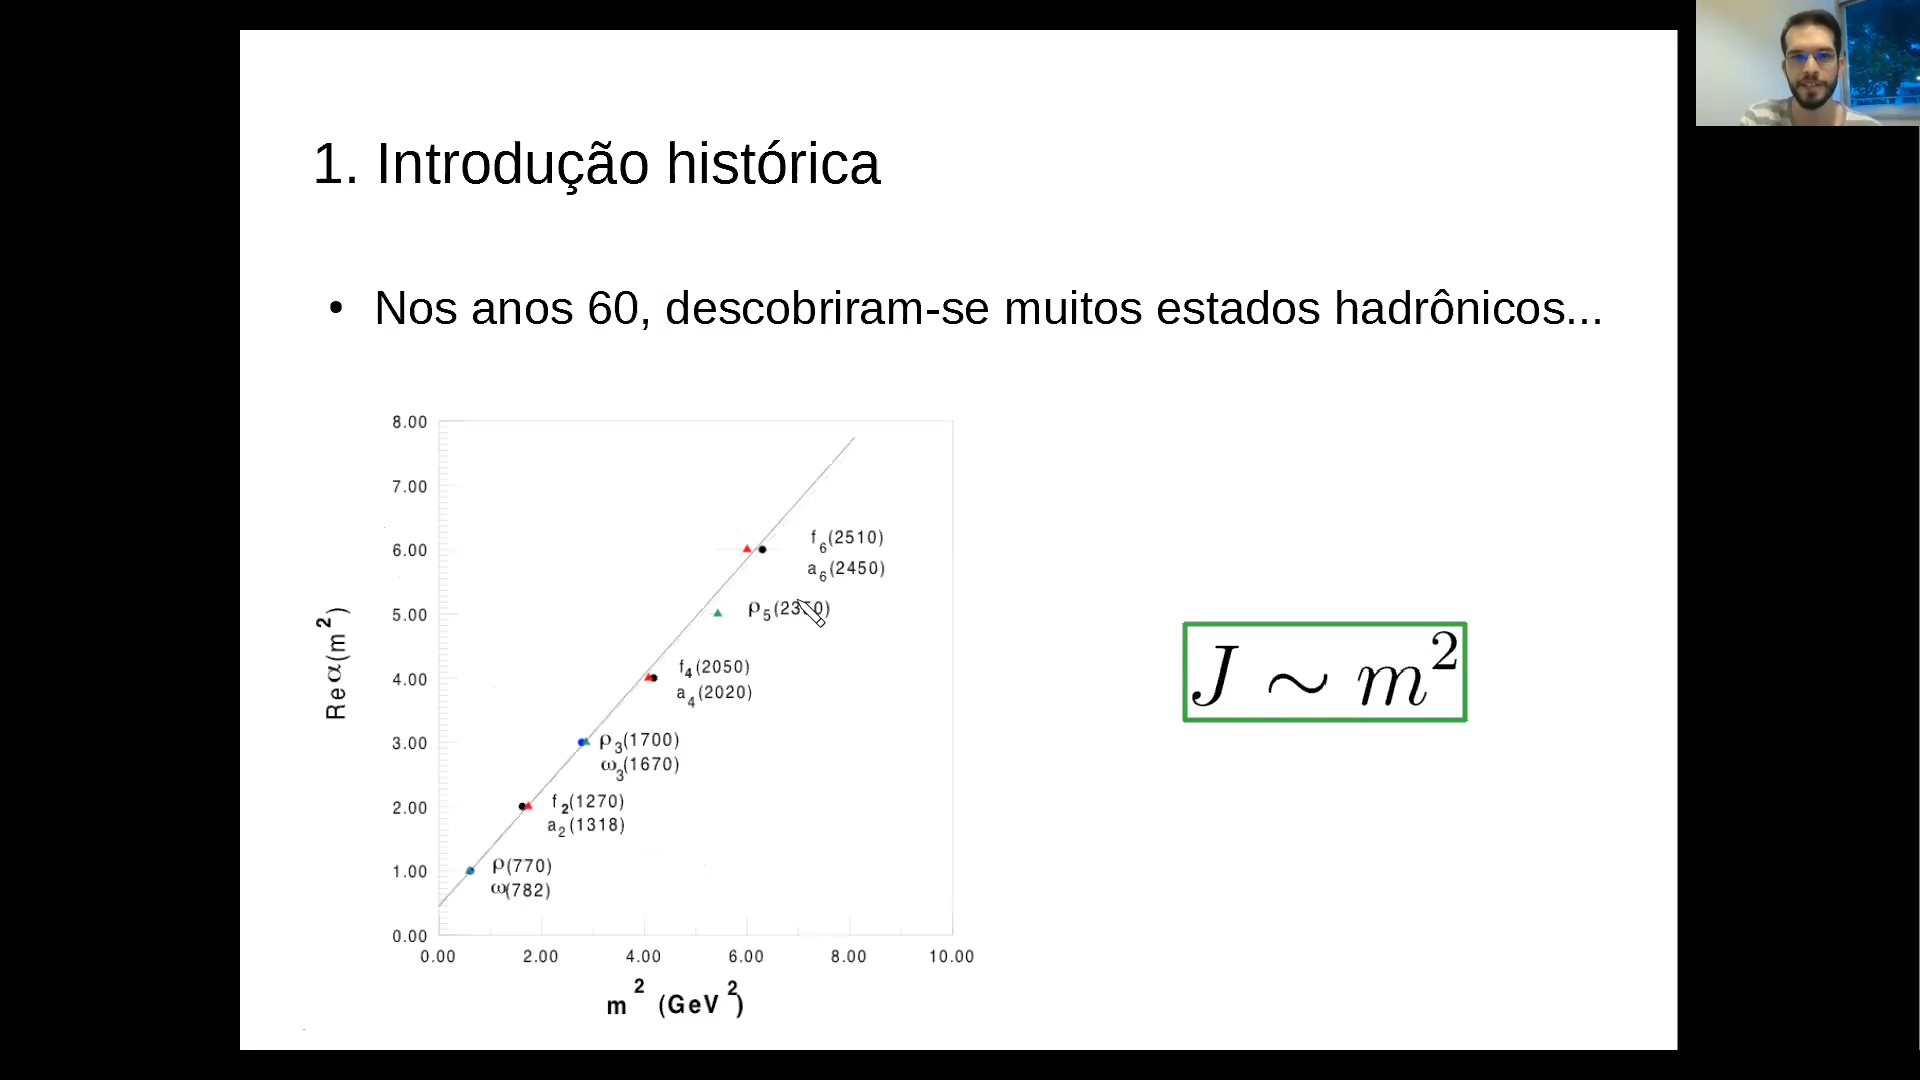 1. Introdução histórica
• Nos anos 60, descobriram-se muitos estados hadrônicos...
8.00
7.00
6.00
5.00
4.00
3.00
2.00
1.00
0.00
Re α(m²)
f₆(2510)
a₆(2450)
ρ₅
f₄(2050)
a₄(2020)
ρ₃(1700)
ω₃(1670)
f₂(1270)
a₂(1318)
ρ(770)
ω(782)
0.00 2.00 4.00 6.00 8.00 10.00
m² (GeV²)
J ∼ m²